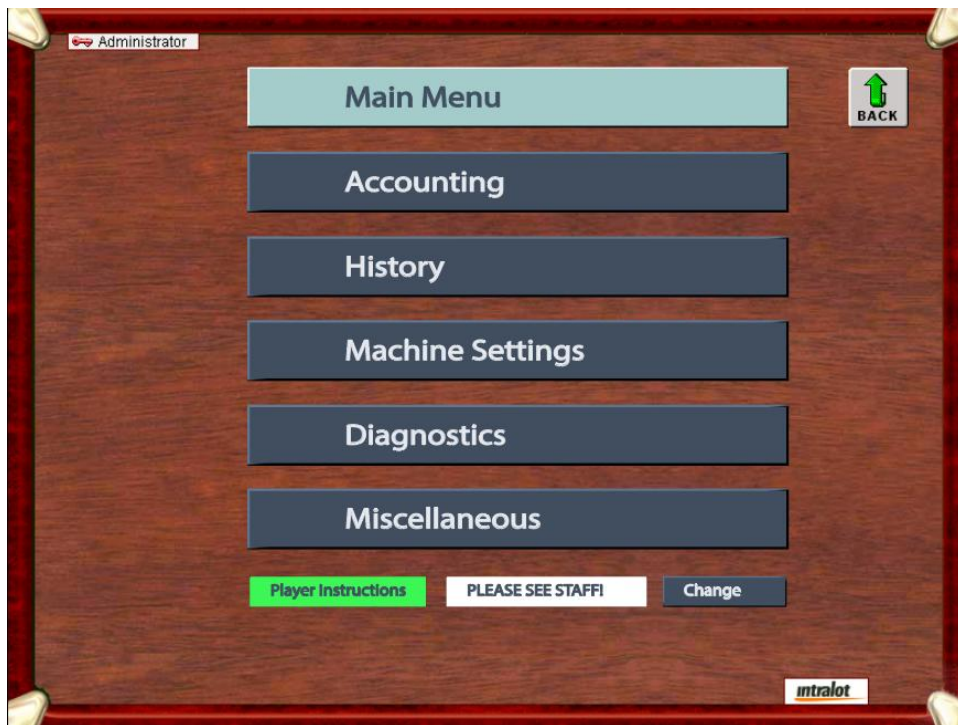 Administrator
Main Menu
BACK
Accounting
History
Machine Settings
Diagnostics
Miscellaneous
Player Instructions PLEASE SEE STAFF! Change
intralot